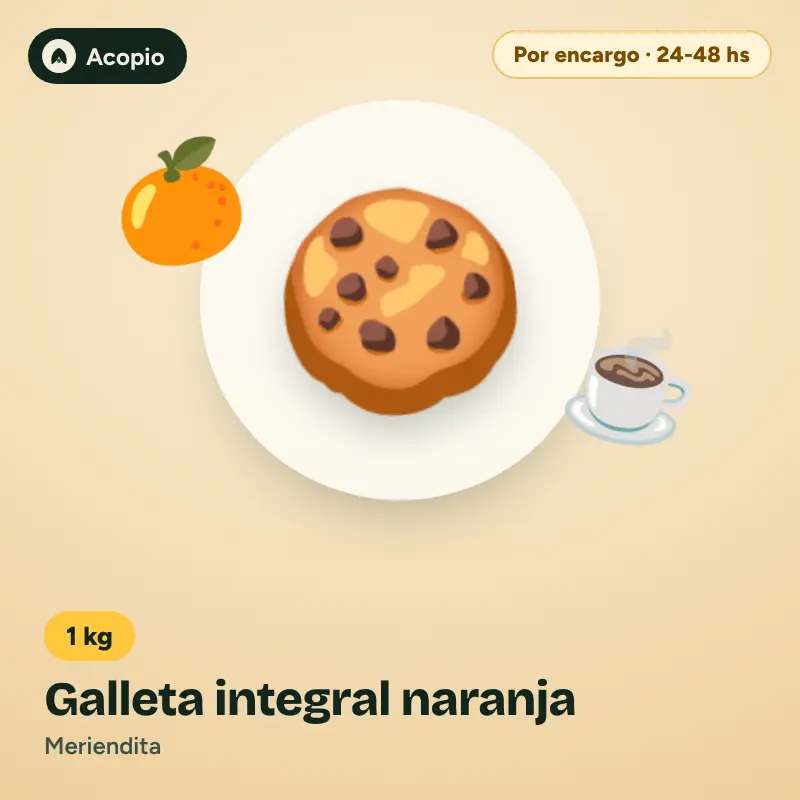 Acopio
Por encargo · 24-48 hs
1 kg
Galleta integral naranja
Meriendita